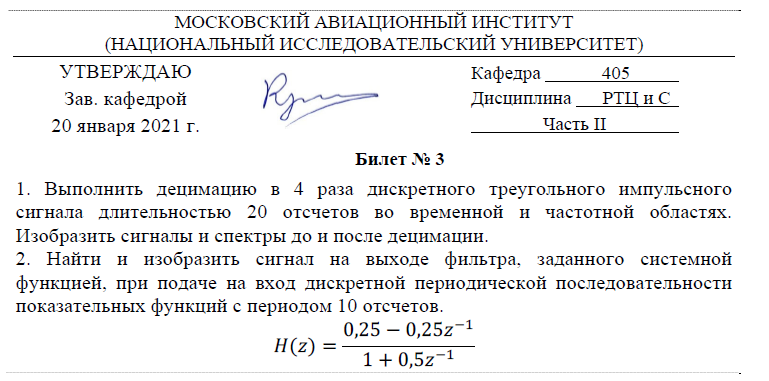 МОСКОВСКИЙ АВИАЦИОННЫЙ ИНСТИТУТ
(НАЦИОНАЛЬНЫЙ ИССЛЕДОВАТЕЛЬСКИЙ УНИВЕРСИТЕТ)
УТВЕРЖДАЮ
Зав. кафедрой
20 января 2021 г.
Кафедра 405
Дисциплина РТЦ и С
Часть II
Билет № 3
1. Выполнить децимацию в 4 раза дискретного треугольного импульсного
сигнала длительностью 20 отсчетов во временной и частотной областях.
Изобразить сигналы и спектры до и после децимации.
2. Найти и изобразить сигнал на выходе фильтра, заданного системной
функцией, при подаче на вход дискретной периодической последовательности
показательных функций с периодом 10 отсчетов.
H(z) = (0,25 − 0,25z⁻¹) / (1 + 0,5z⁻¹)